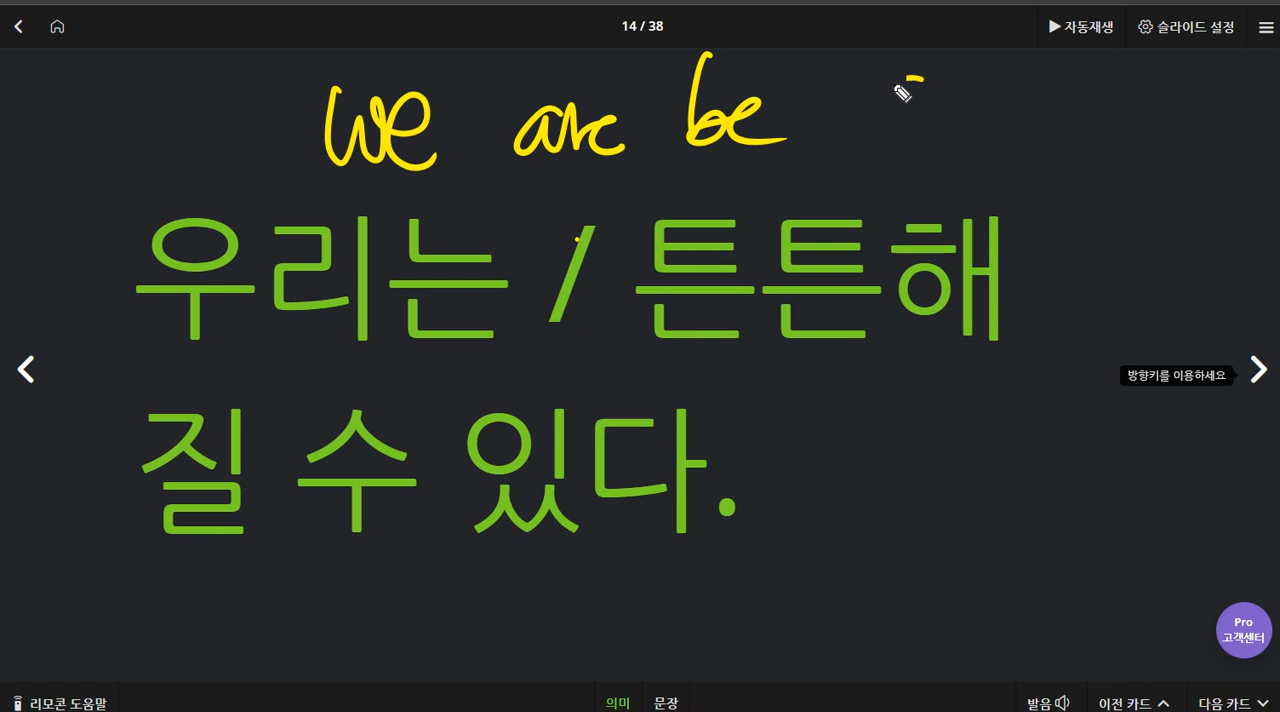 14 / 38
자동재생
슬라이드 설정
we are be
우리는 / 튼튼해
질 수 있다.
방향키를 이용하세요
Pro
고객센터
리모콘 도움말
의미
문장
발음
이전 카드
다음 카드